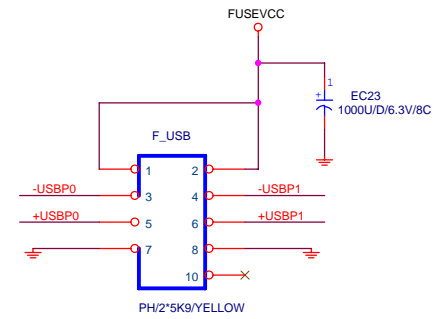 FUSEVCC
1
+
EC23
1000U/D/6.3V/8C
F_USB
1 2
-USBP0 3 4 -USBP1
+USBP0 5 6 +USBP1
7 8
10
PH/2*5K9/YELLOW